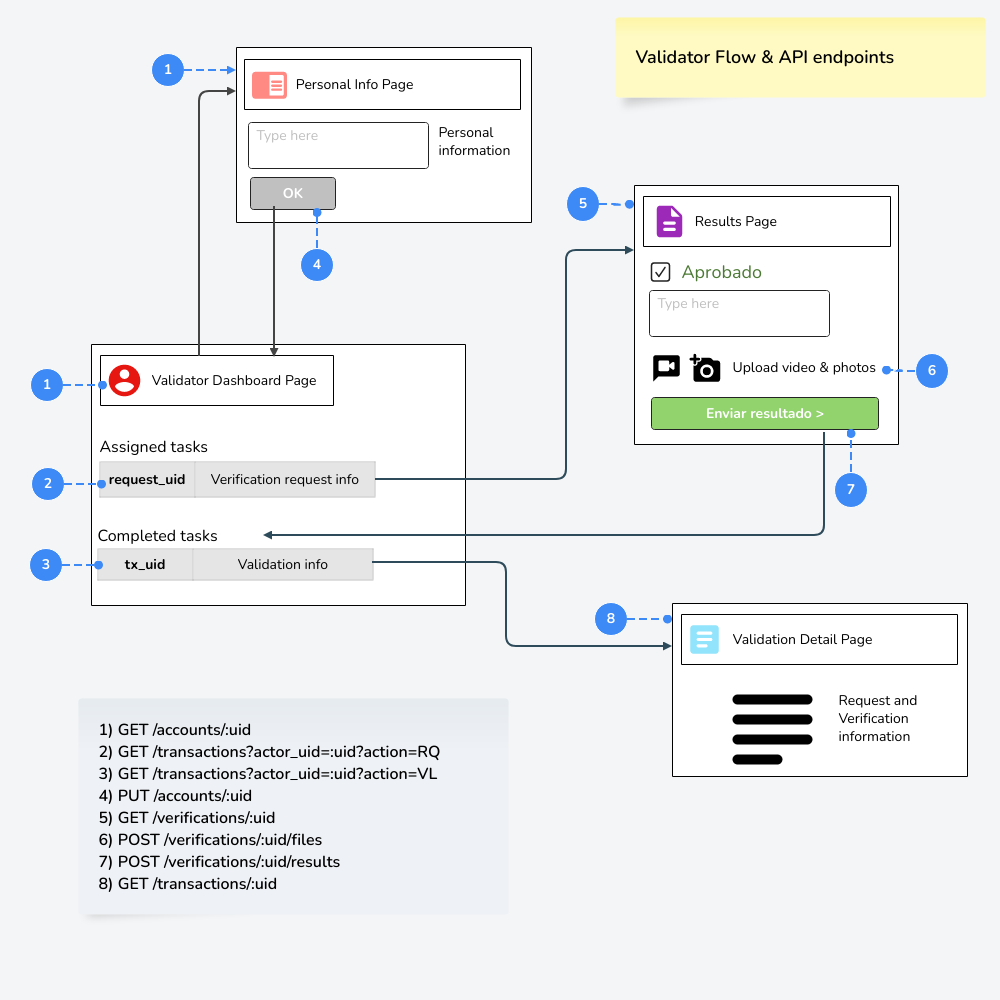 Validator Flow & API endpoints
1
Personal Info Page
Type here
Personal
information
OK
4
5
Results Page
Aprobado
Type here
Upload video & photos
6
Enviar resultado >
7
1
Validator Dashboard Page
Assigned tasks
2
request_uid
Verification request info
Completed tasks
3
tx_uid
Validation info
8
Validation Detail Page
Request and
Verification
information
1) GET /accounts/:uid
2) GET /transactions?actor_uid=:uid?action=RQ
3) GET /transactions?actor_uid=:uid?action=VL
4) PUT /accounts/:uid
5) GET /verifications/:uid
6) POST /verifications/:uid/files
7) POST /verifications/:uid/results
8) GET /transactions/:uid